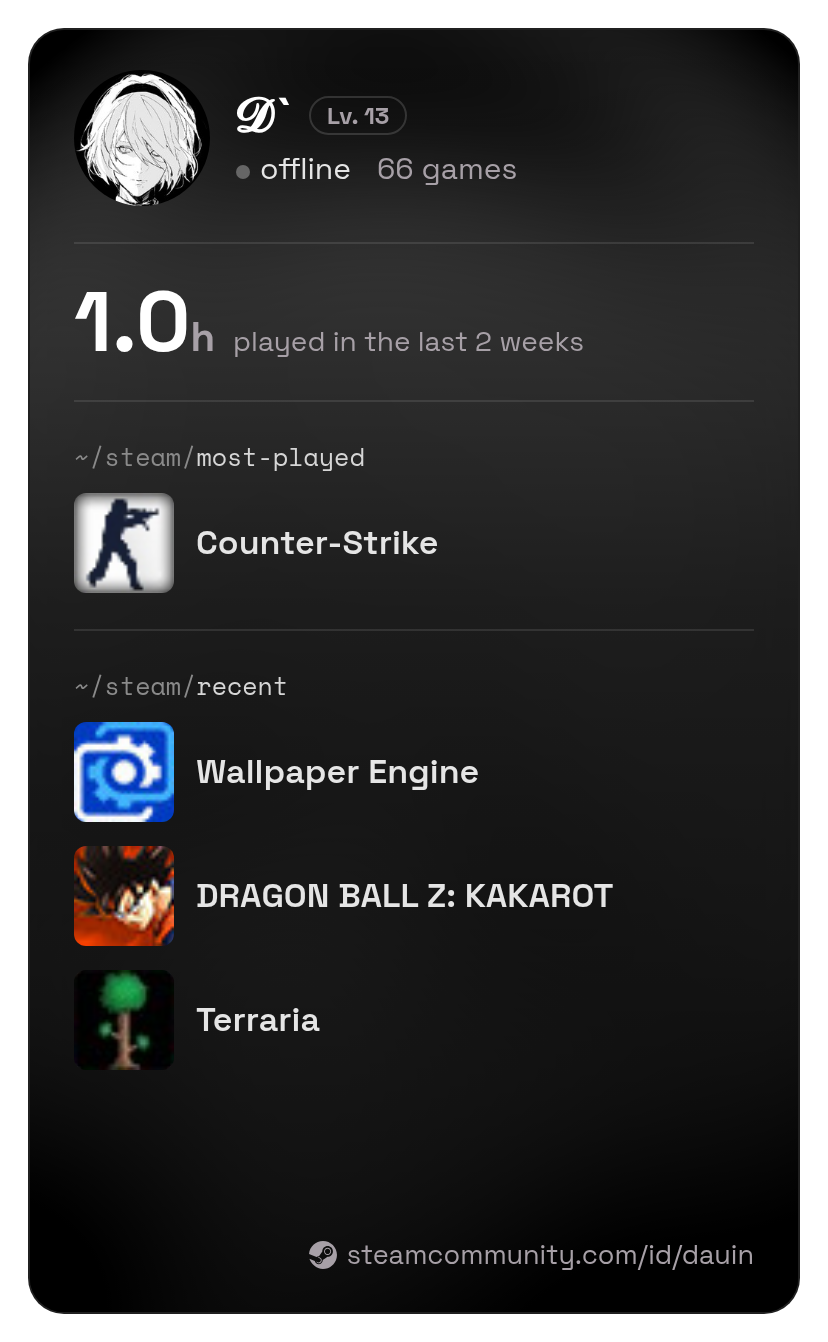 𝒟` Lv. 13
offline 66 games
1.0h played in the last 2 weeks
~/steam/most-played
Counter-Strike
~/steam/recent
Wallpaper Engine
DRAGON BALL Z: KAKAROT
Terraria
steamcommunity.com/id/dauin